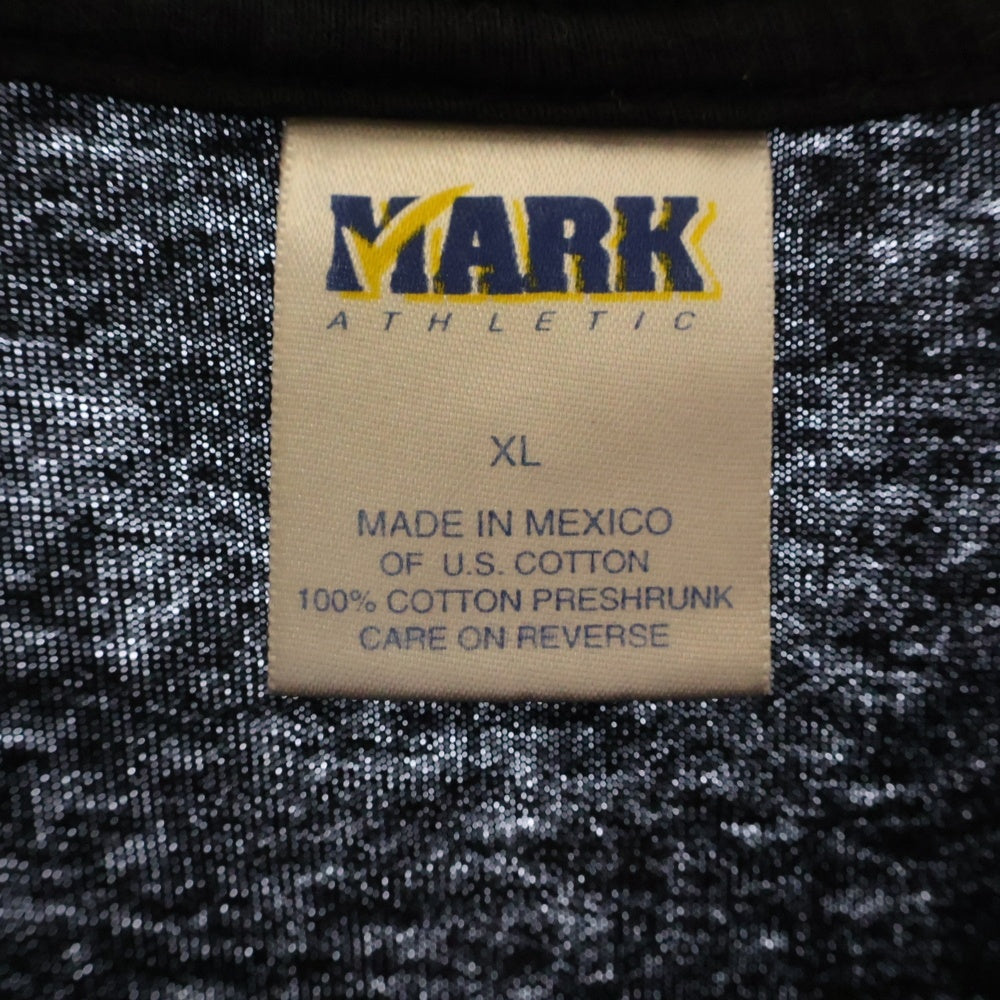 MARK
ATHLETIC
XL
MADE IN MEXICO
OF U.S. COTTON
100% COTTON PRESHRUNK
CARE ON REVERSE